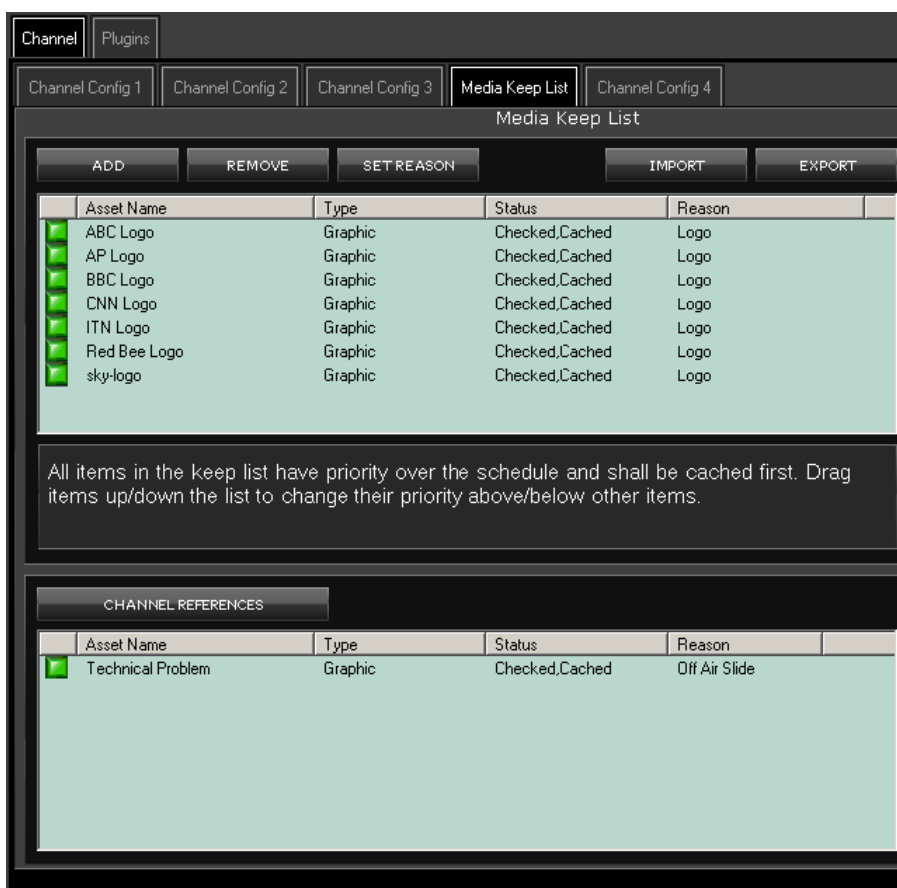 Channel Plugins
Channel Config 1 Channel Config 2 Channel Config 3 Media Keep List Channel Config 4
Media Keep List
ADD REMOVE SET REASON IMPORT EXPORT
Asset Name Type Status Reason
ABC Logo Graphic Checked,Cached Logo
AP Logo Graphic Checked,Cached Logo
BBC Logo Graphic Checked,Cached Logo
CNN Logo Graphic Checked,Cached Logo
ITN Logo Graphic Checked,Cached Logo
Red Bee Logo Graphic Checked,Cached Logo
sky-logo Graphic Checked,Cached Logo
All items in the keep list have priority over the schedule and shall be cached first. Drag
items up/down the list to change their priority above/below other items.
CHANNEL REFERENCES
Asset Name Type Status Reason
Technical Problem Graphic Checked,Cached Off Air Slide